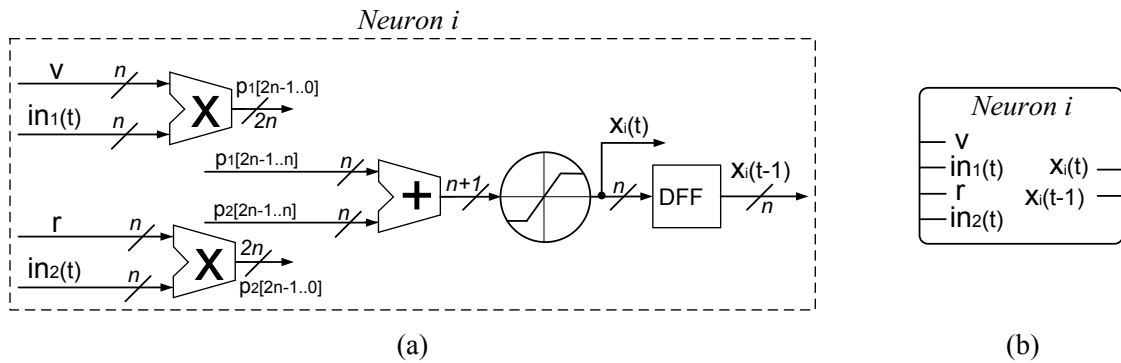 Neuron i
v
n
in₁(t)
n
X
p₁[2n-1..0]
2n
p₁[2n-1..n]
n
p₂[2n-1..n]
n
+
n+1
xᵢ(t)
n
DFF
xᵢ(t-1)
n
r
n
in₂(t)
n
X
2n
p₂[2n-1..0]
(a)
Neuron i
v
in₁(t)
r
in₂(t)
xᵢ(t)
xᵢ(t-1)
(b)